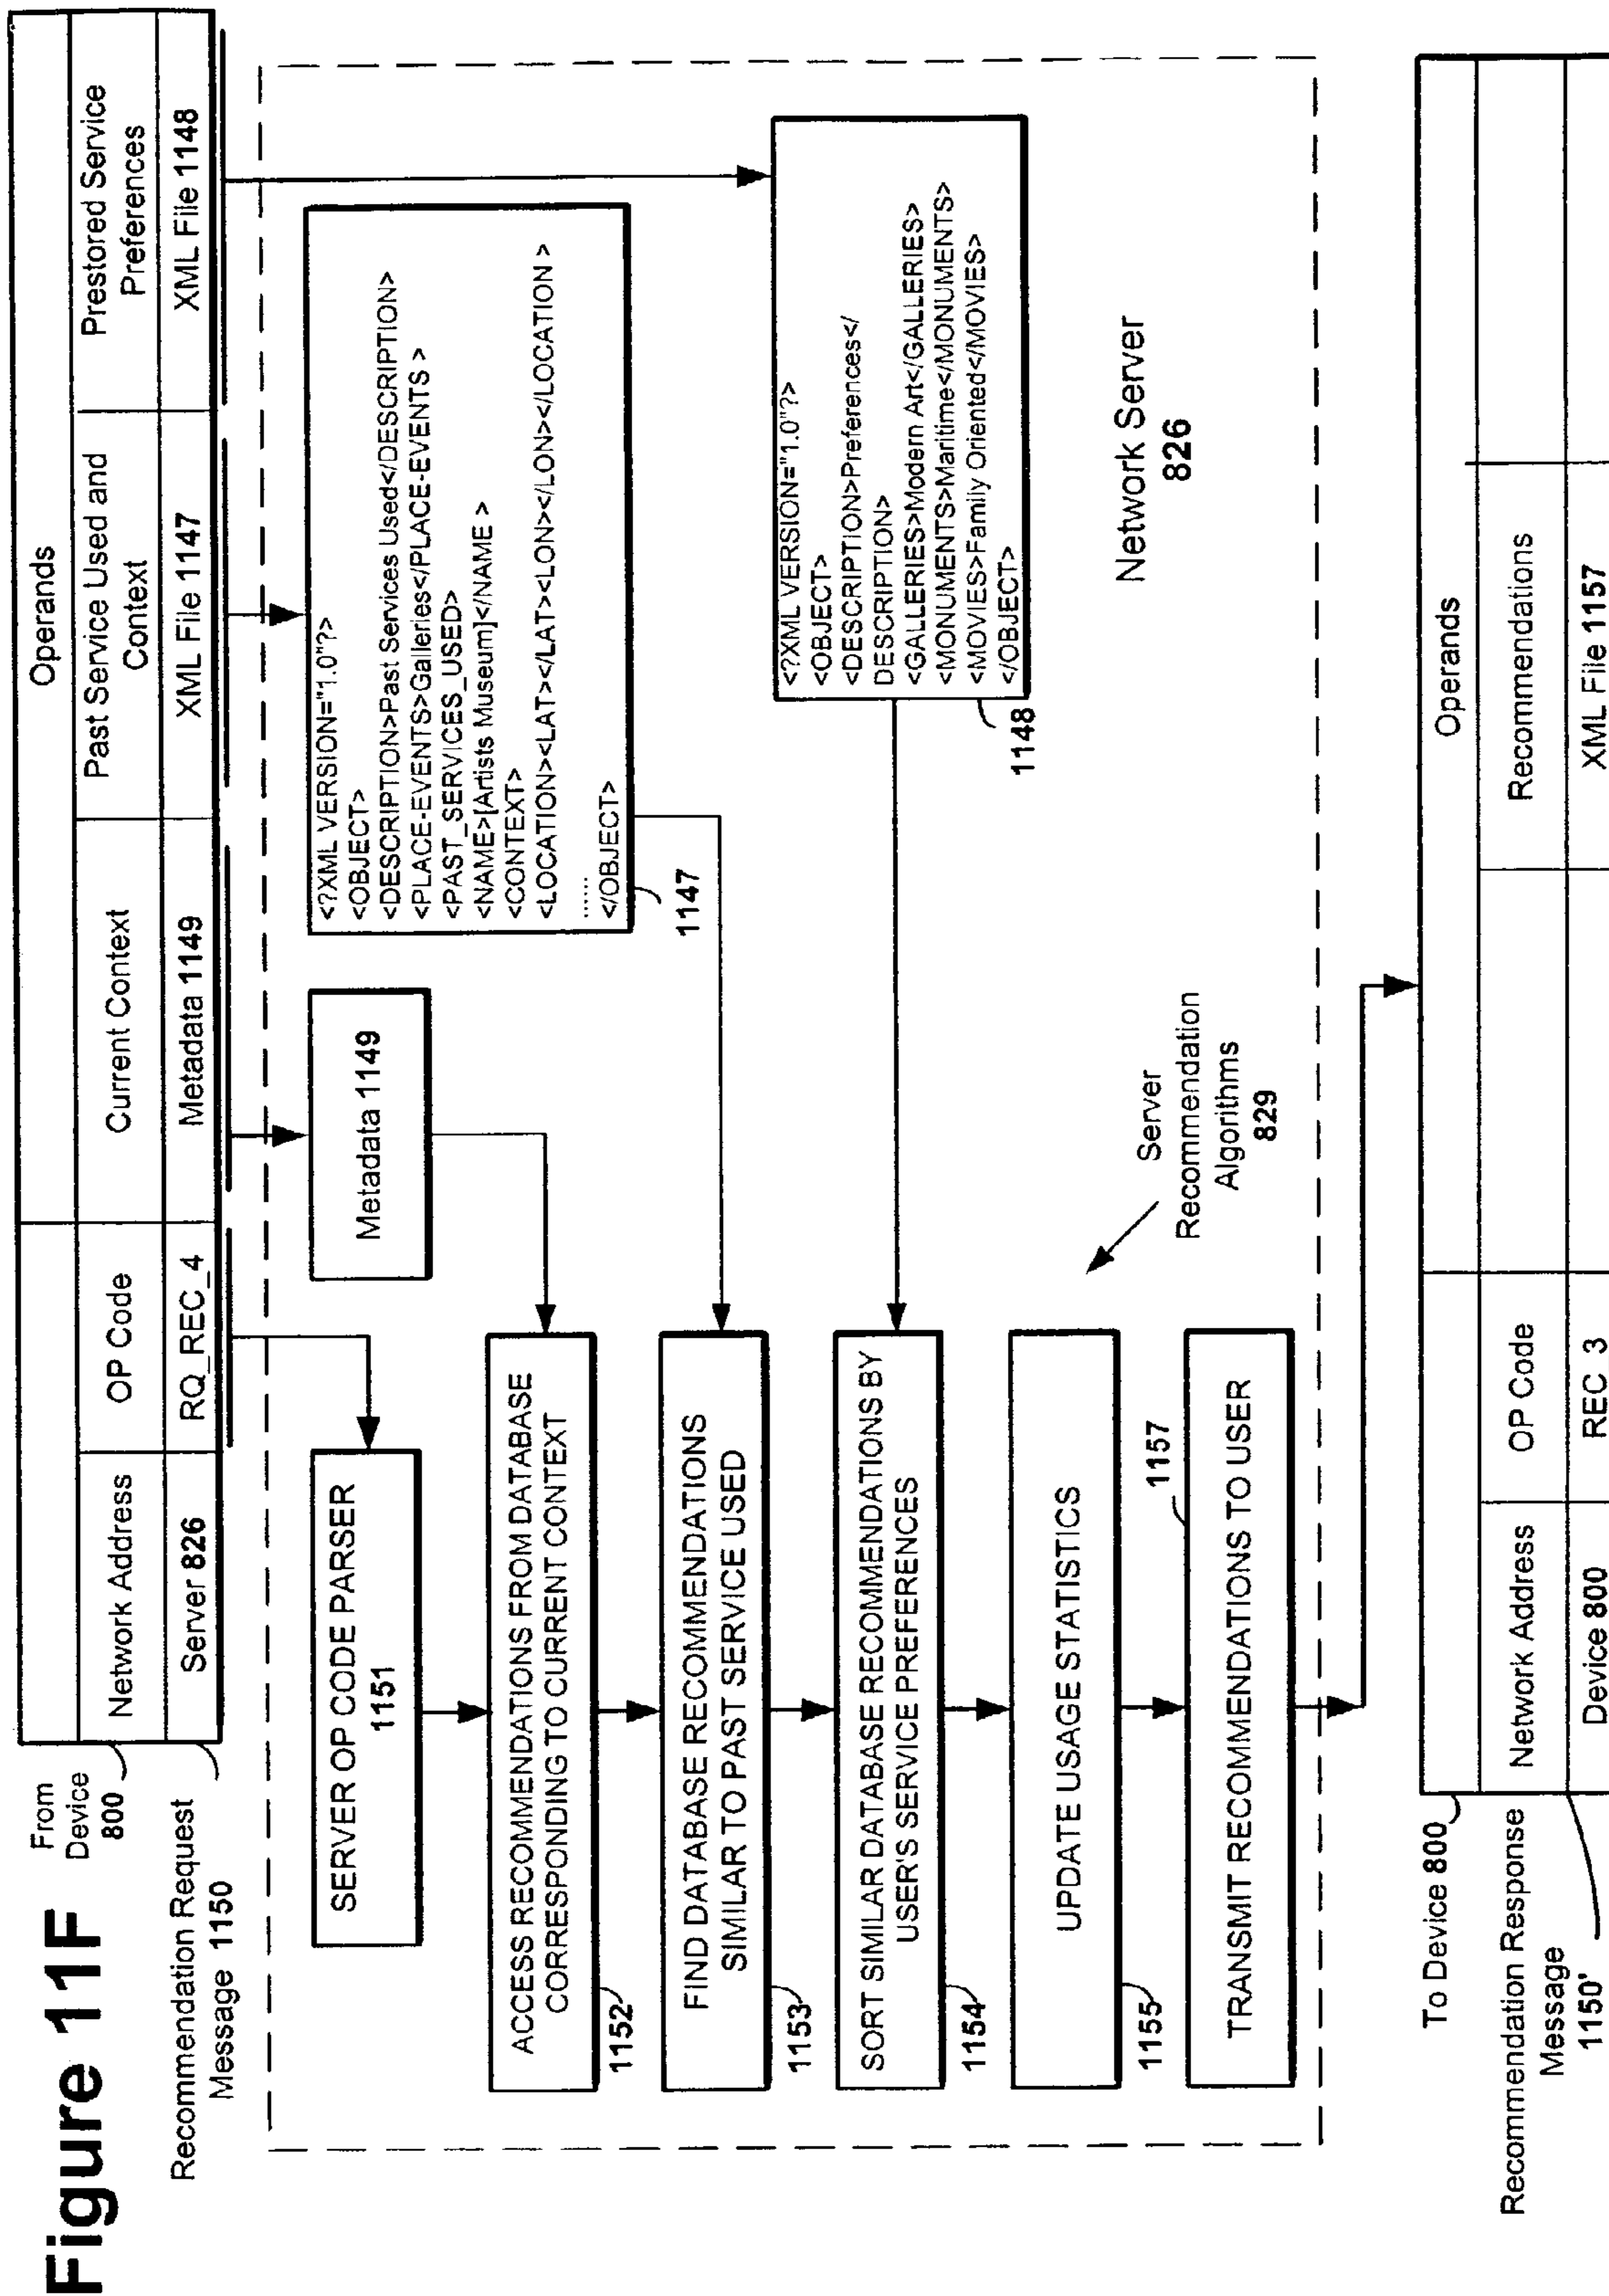 Figure 11F
From
Device
800
Recommendation Request
Message 1150
Operands
Network Address
OP Code
Current Context
Past Service Used and
Context
Prestored Service
Preferences
Server 826
RQ_REC_4
Metadata 1149
XML File 1147
XML File 1148
SERVER OP CODE PARSER
1151
Metadata 1149
<?XML VERSION="1.0"?>
<OBJECT>
<DESCRIPTION>Past Services Used</DESCRIPTION>
<PLACE-EVENTS>Galleries</PLACE-EVENTS >
<PAST_SERVICES_USED>
<NAME>[Artists Museum]</NAME >
<CONTEXT>
<LOCATION><LAT></LAT><LON></LON></LOCATION >
......
</OBJECT>
1147
ACCESS RECOMMENDATIONS FROM DATABASE
CORRESPONDING TO CURRENT CONTEXT
1152
FIND DATABASE RECOMMENDATIONS
SIMILAR TO PAST SERVICE USED
1153
<?XML VERSION="1.0"?>
<OBJECT>
<DESCRIPTION>Preferences</
DESCRIPTION>
<GALLERIES>Modern Art</GALLERIES>
<MONUMENTS>Maritime</MONUMENTS>
<MOVIES>Family Oriented</MOVIES>
</OBJECT>
1148
SORT SIMILAR DATABASE RECOMMENDATIONS BY
USER'S SERVICE PREFERENCES
1154
UPDATE USAGE STATISTICS
1155
1157
TRANSMIT RECOMMENDATIONS TO USER
Server
Recommendation
Algorithms
829
Network Server
826
To Device 800
Recommendation Response
Message
1150'
Operands
Network Address
OP Code
Recommendations
Device 800
REC_3
XML File 1157